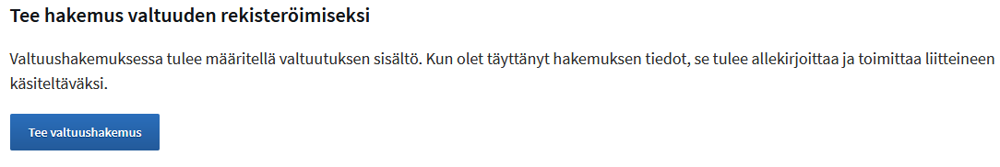 Tee hakemus valtuuden rekisteröimiseksi
Valtuushakemuksessa tulee määritellä valtuutuksen sisältö. Kun olet täyttänyt hakemuksen tiedot, se tulee allekirjoittaa ja toimittaa liitteineen
käsiteltäväksi.
Tee valtuushakemus